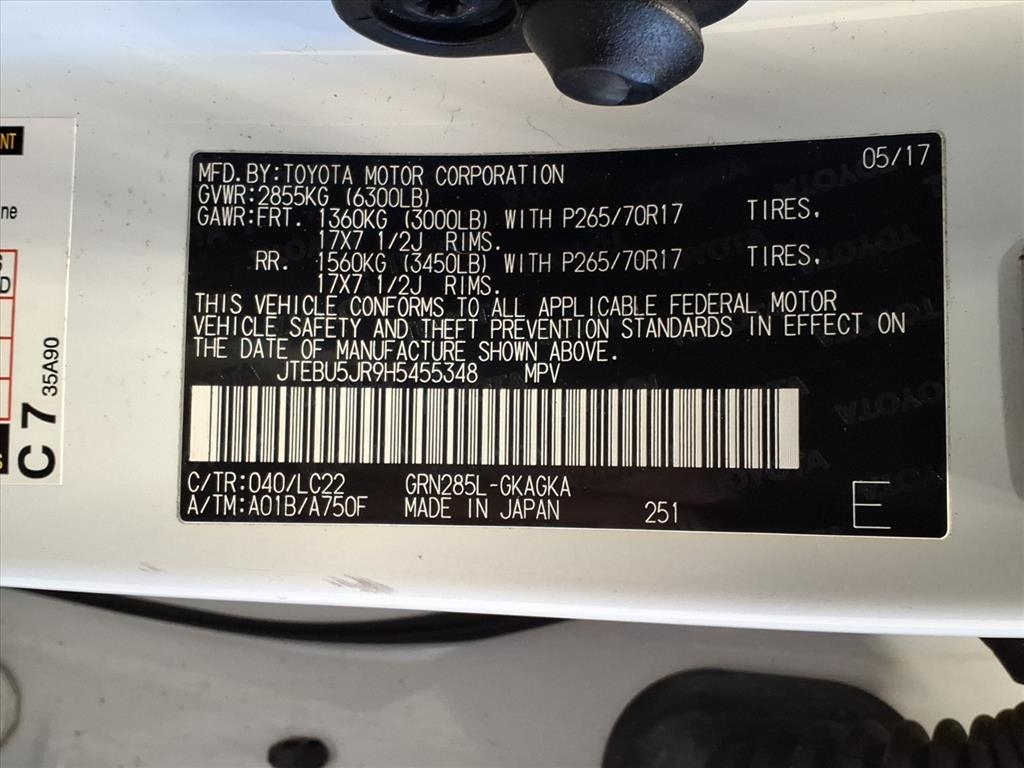 MFD.BY:TOYOTA MOTOR CORPORATION 05/17
GVWR:2855KG (6300LB)
GAWR:FRT. 1360KG (3000LB) WITH P265/70R17 TIRES,
17X7 1/2J RIMS.
RR. 1560KG (3450LB) WITH P265/70R17 TIRES,
17X7 1/2J RIMS.
THIS VEHICLE CONFORMS TO ALL APPLICABLE FEDERAL MOTOR
VEHICLE SAFETY AND THEFT PREVENTION STANDARDS IN EFFECT ON
THE DATE OF MANUFACTURE SHOWN ABOVE.
JTEBU5JR9H5455348 MPV
C/TR:040/LC22 GRN285L-GKAGKA
A/TM:A01B/A750F MADE IN JAPAN 251 E
C 7 35A90